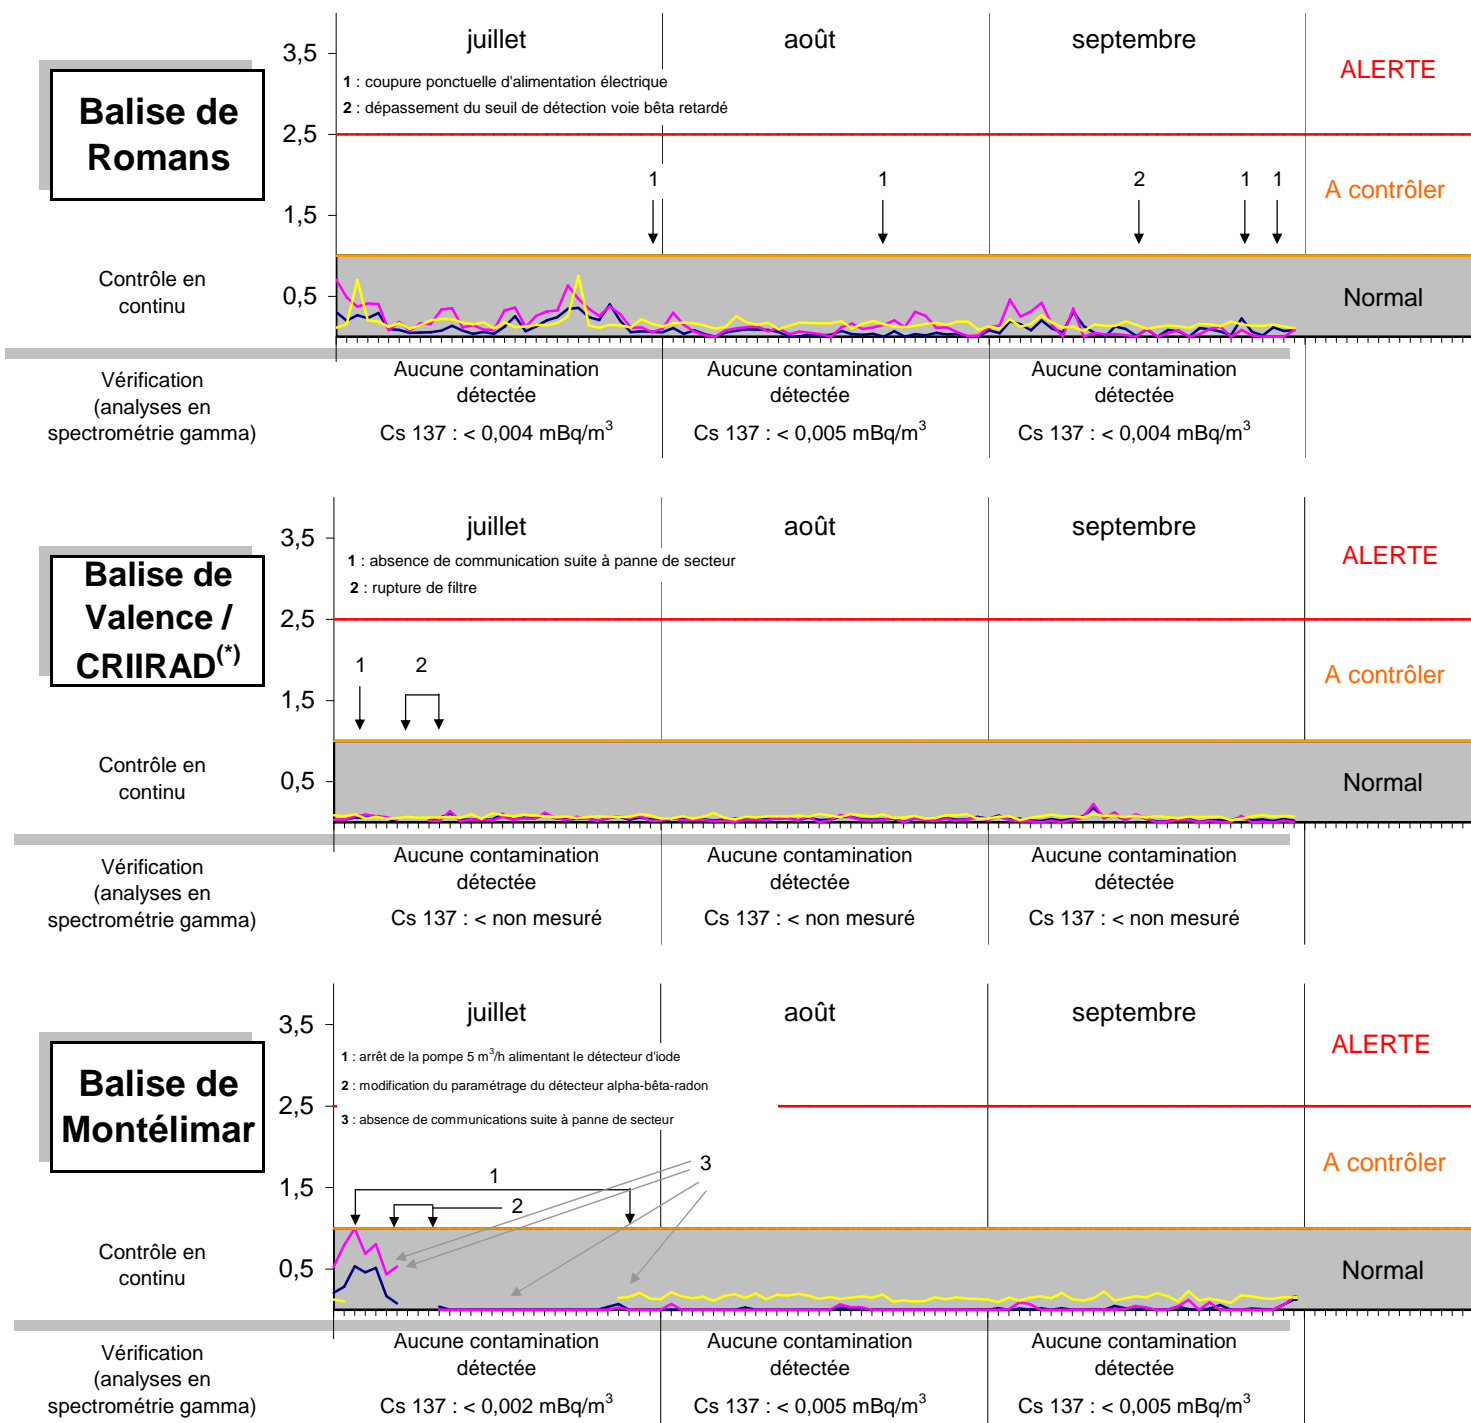 juillet août septembre
3,5
ALERTE
1 : coupure ponctuelle d'alimentation électrique
2 : dépassement du seuil de détection voie bêta retardé
Balise de
Romans
2,5
1 1 2 1 1
A contrôler
1,5
Contrôle en
continu
0,5
Normal
Vérification
(analyses en
spectrométrie gamma)
Aucune contamination
détectée
Cs 137 : < 0,004 mBq/m³
Aucune contamination
détectée
Cs 137 : < 0,005 mBq/m³
Aucune contamination
détectée
Cs 137 : < 0,004 mBq/m³
juillet août septembre
3,5
ALERTE
1 : absence de communication suite à panne de secteur
2 : rupture de filtre
Balise de
Valence /
CRIIRAD(*)
2,5
1 2
A contrôler
1,5
Contrôle en
continu
0,5
Normal
Vérification
(analyses en
spectrométrie gamma)
Aucune contamination
détectée
Cs 137 : < non mesuré
Aucune contamination
détectée
Cs 137 : < non mesuré
Aucune contamination
détectée
Cs 137 : < non mesuré
juillet août septembre
3,5
ALERTE
1 : arrêt de la pompe 5 m³/h alimentant le détecteur d'iode
2 : modification du paramétrage du détecteur alpha-bêta-radon
3 : absence de communications suite à panne de secteur
Balise de
Montélimar
2,5
3
1
2
A contrôler
1,5
Contrôle en
continu
0,5
Normal
Vérification
(analyses en
spectrométrie gamma)
Aucune contamination
détectée
Cs 137 : < 0,002 mBq/m³
Aucune contamination
détectée
Cs 137 : < 0,005 mBq/m³
Aucune contamination
détectée
Cs 137 : < 0,005 mBq/m³